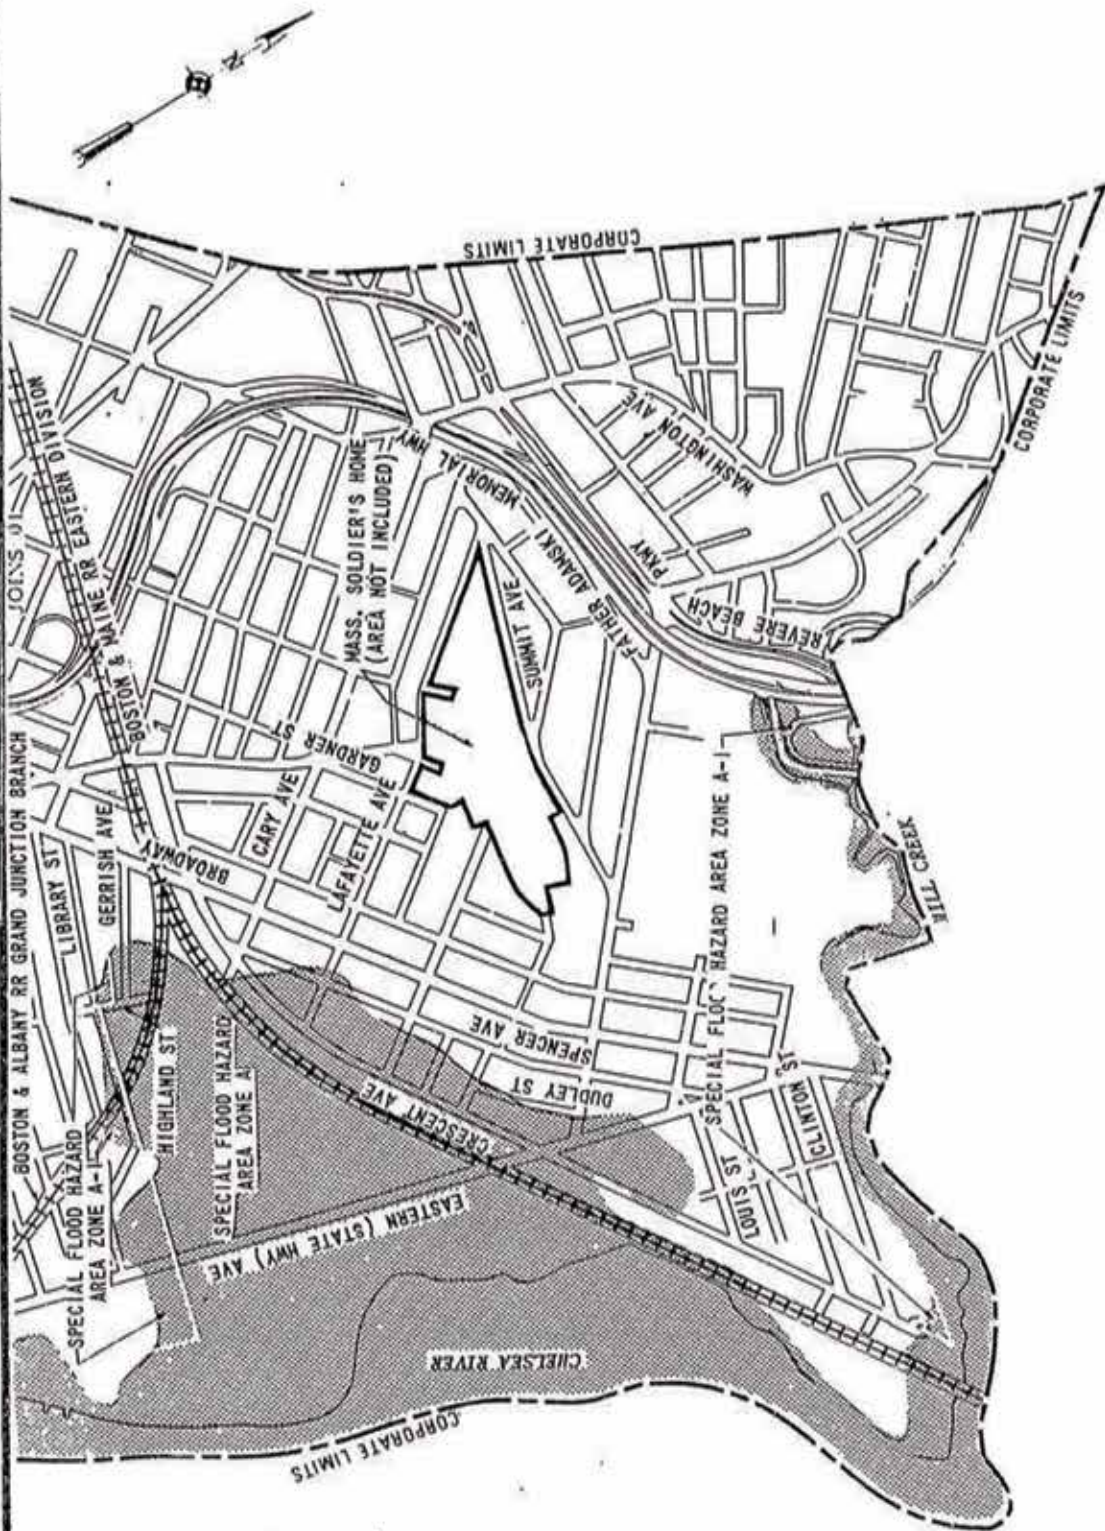 N
CORPORATE LIMITS
CORPORATE LIMITS
JOINS 01
BOSTON & MAINE RR EASTERN DIVISION
BOSTON & ALBANY RR GRAND JUNCTION BRANCH
MASS. SOLDIER'S HOME
(AREA NOT INCLUDED)
MEMORIAL HWY
FATHER ADAMSKI
WASHINGTON AVE
PKWY
REVERE BEACH
SUMMIT AVE
GARDNER ST
CARY AVE
LAFAYETTE AVE
BROADWAY
GERRISH AVE
LIBRARY ST
HIGHLAND ST
SPECIAL FLOOD HAZARD
AREA ZONE A-1
SPECIAL FLOOD HAZARD
AREA ZONE A
SPECIAL FLOOD HAZARD AREA ZONE A-1
MILL CREEK
SPENCER AVE
DUDLEY ST
CRESCENT AVE
EASTERN (STATE HWY) AVE
LOUIS ST
CLINTON ST
CHELSEA RIVER
CORPORATE LIMITS